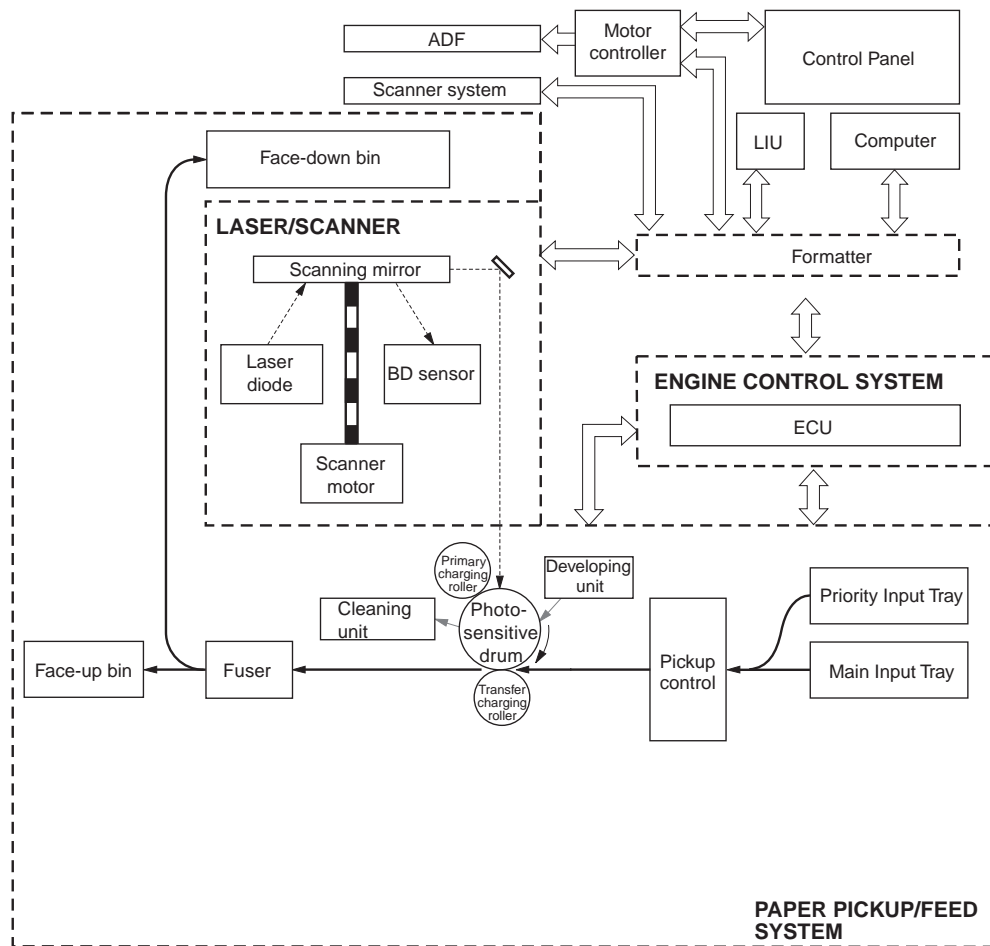 ADF
Motor
controller
Control Panel
Scanner system
LIU
Computer
Face-down bin
LASER/SCANNER
Formatter
Scanning mirror
Laser
diode
BD sensor
ENGINE CONTROL SYSTEM
ECU
Scanner
motor
Primary
charging
roller
Developing
unit
Cleaning
unit
Photo-
sensitive
drum
Priority Input Tray
Face-up bin
Fuser
Pickup
control
Main Input Tray
Transfer
charging
roller
PAPER PICKUP/FEED
SYSTEM